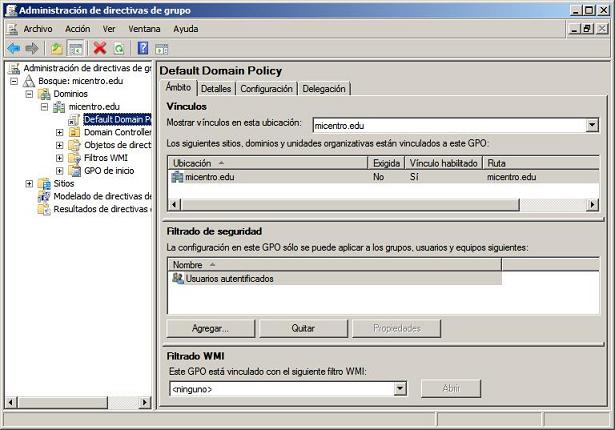 Administración de directivas de grupo
Archivo Acción Ver Ventana Ayuda
Administración de directivas de gr
Bosque: micentro.edu
Dominios
micentro.edu
Default Domain Po
Domain Controller
Objetos de direct
Filtros WMI
GPO de inicio
Sitios
Modelado de directivas de
Resultados de directivas d
Default Domain Policy
Ámbito Detalles Configuración Delegación
Vínculos
Mostrar vínculos en esta ubicación: micentro.edu
Los siguientes sitios, dominios y unidades organizativas están vinculados a este GPO:
Ubicación Exigida Vínculo habilitado Ruta
micentro.edu No Sí micentro.edu
Filtrado de seguridad
La configuración en este GPO sólo se puede aplicar a los grupos, usuarios y equipos siguientes:
Nombre
Usuarios autentificados
Agregar... Quitar Propiedades
Filtrado WMI
Este GPO está vinculado con el siguiente filtro WMI:
<ninguno> Abrir